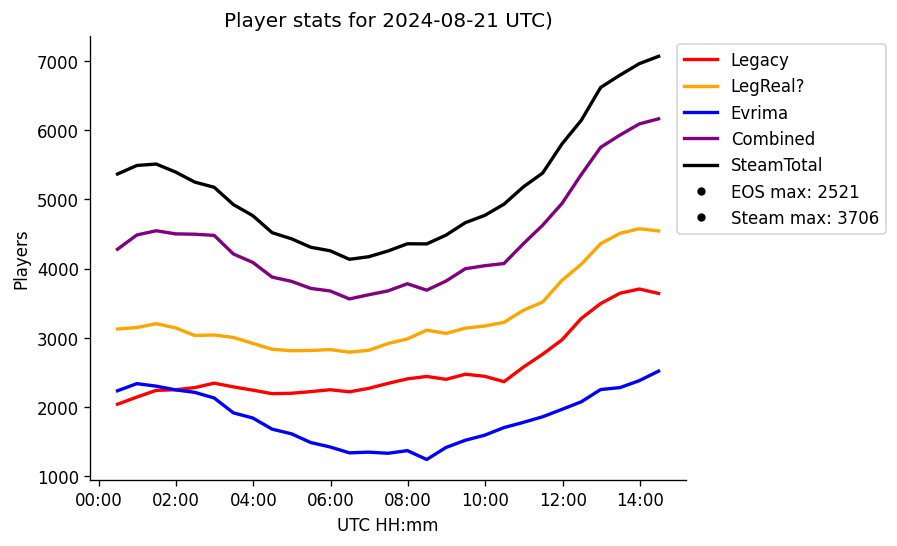 Player stats for 2024-08-21 UTC)
7000
6000
5000
4000
3000
2000
1000
Players
00:00 02:00 04:00 06:00 08:00 10:00 12:00 14:00
UTC HH:mm
Legacy
LegReal?
Evrima
Combined
SteamTotal
EOS max: 2521
Steam max: 3706